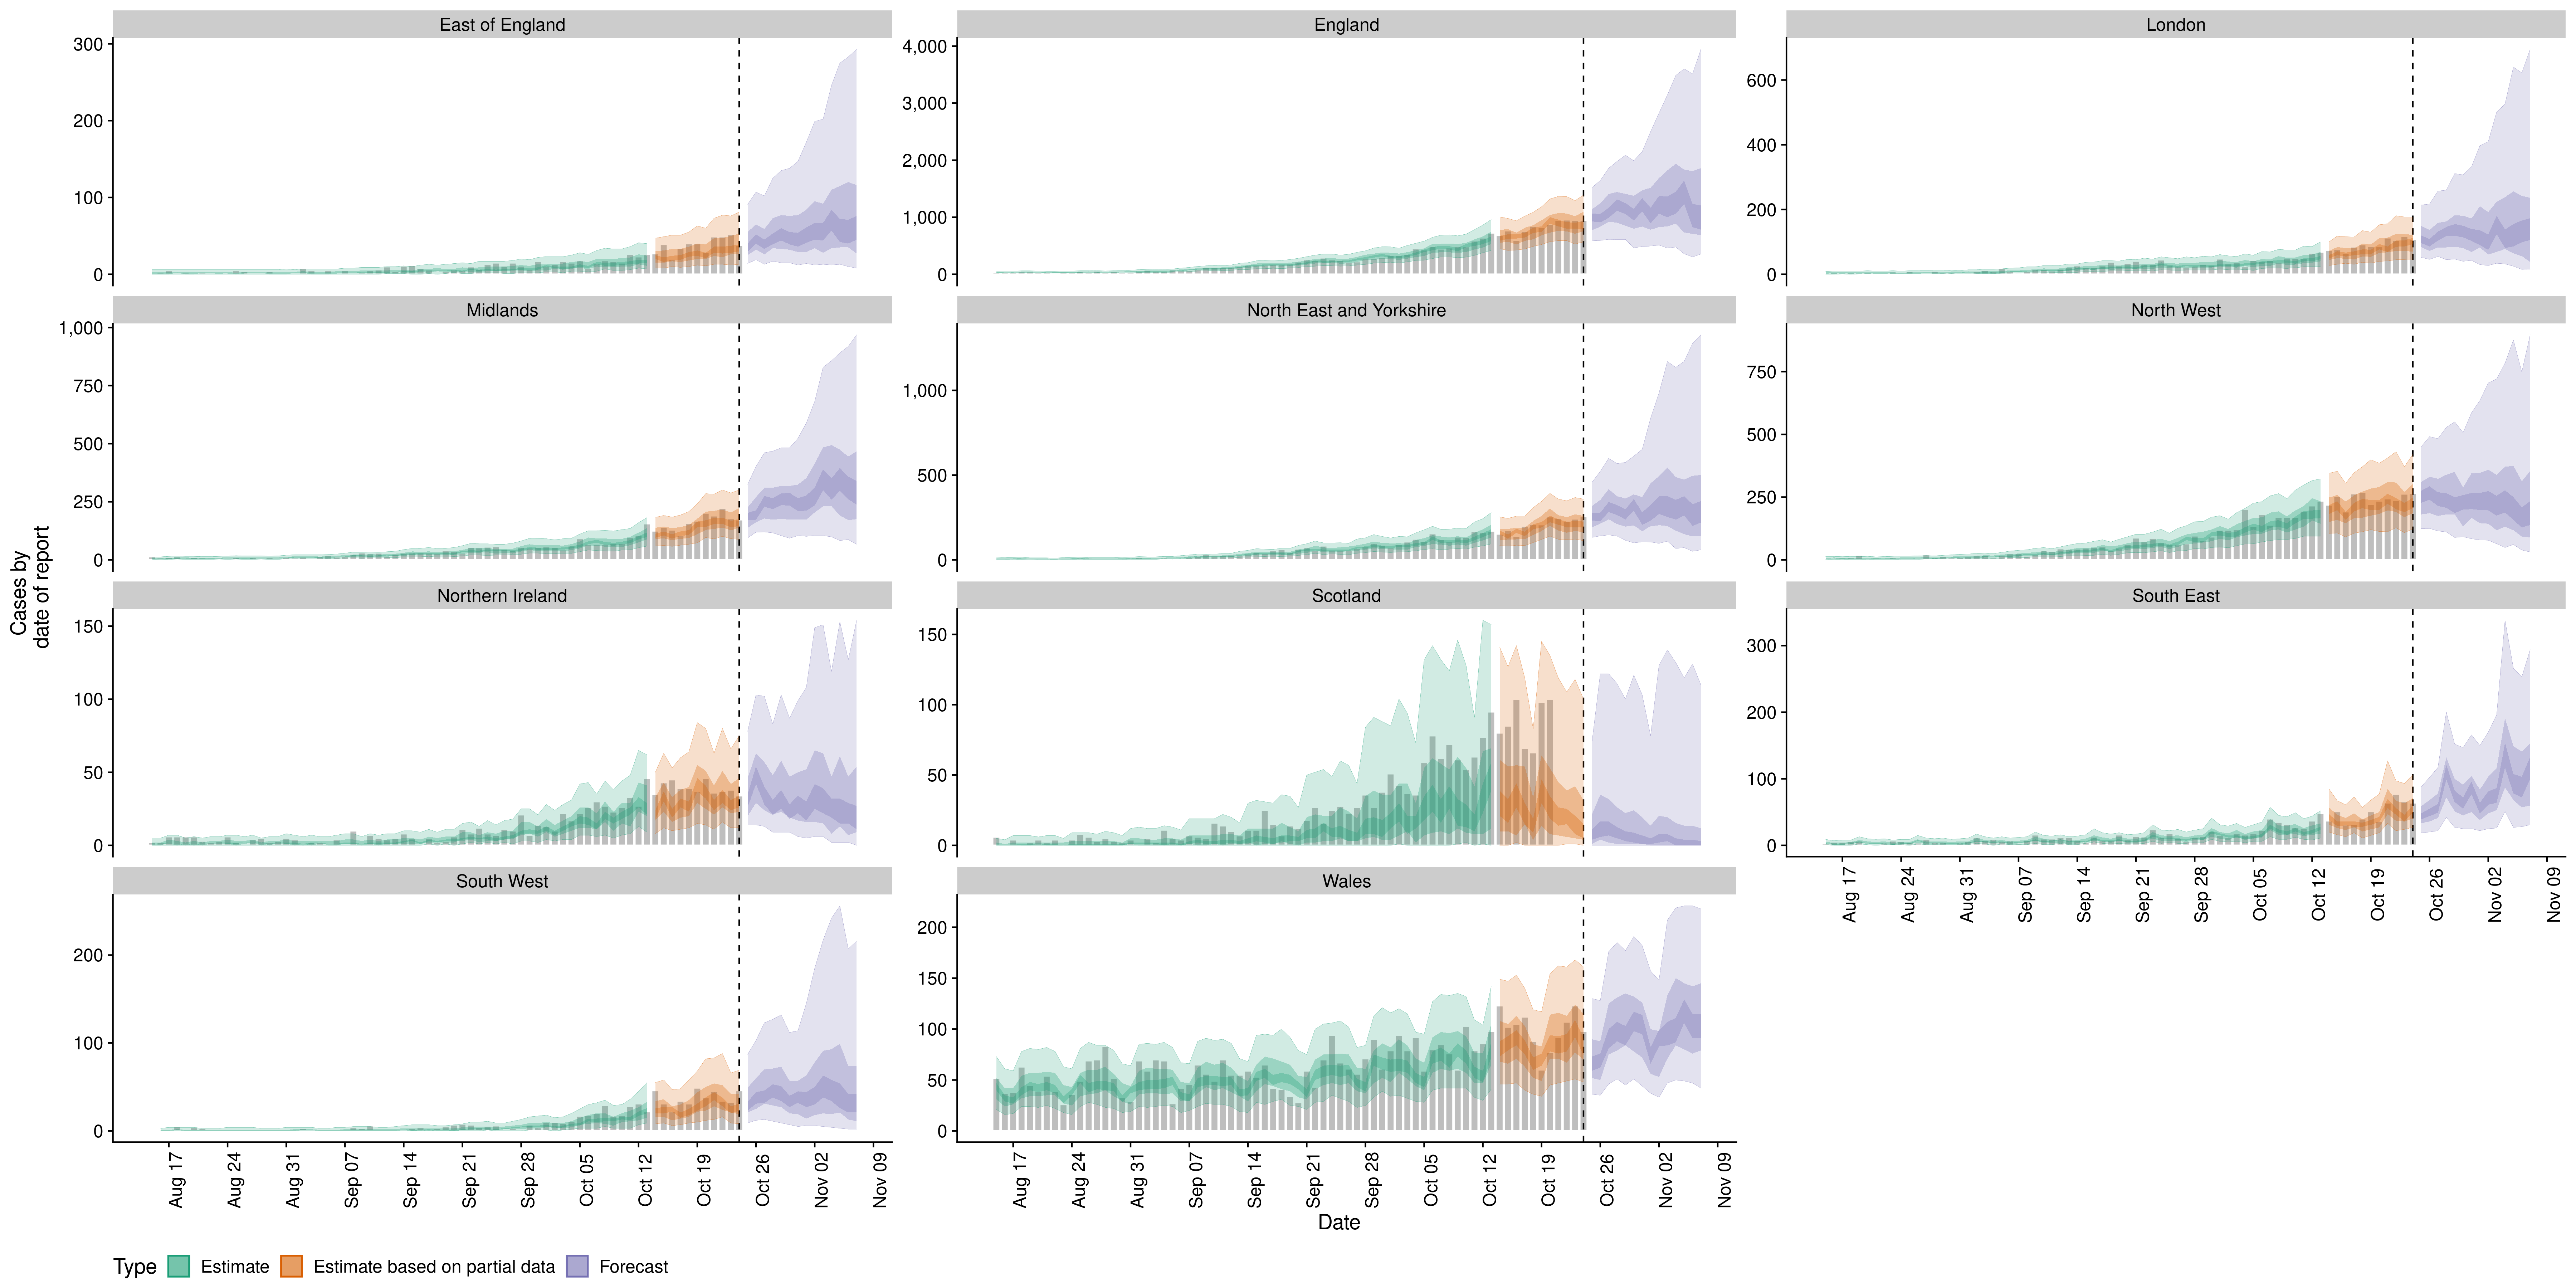 East of England
England
London
300
200
100
0
4,000
3,000
2,000
1,000
0
600
400
200
0
Midlands
North East and Yorkshire
North West
1,000
750
500
250
0
1,000
500
0
750
500
250
0
Northern Ireland
Scotland
South East
150
100
50
0
150
100
50
0
300
200
100
0
Aug 17
Aug 24
Aug 31
Sep 07
Sep 14
Sep 21
Sep 28
Oct 05
Oct 12
Oct 19
Oct 26
Nov 02
Nov 09
South West
Wales
200
100
0
200
150
100
50
0
Aug 17
Aug 24
Aug 31
Sep 07
Sep 14
Sep 21
Sep 28
Oct 05
Oct 12
Oct 19
Oct 26
Nov 02
Nov 09
Aug 17
Aug 24
Aug 31
Sep 07
Sep 14
Sep 21
Sep 28
Oct 05
Oct 12
Oct 19
Oct 26
Nov 02
Nov 09
Cases by
date of report
Date
Type Estimate Estimate based on partial data Forecast